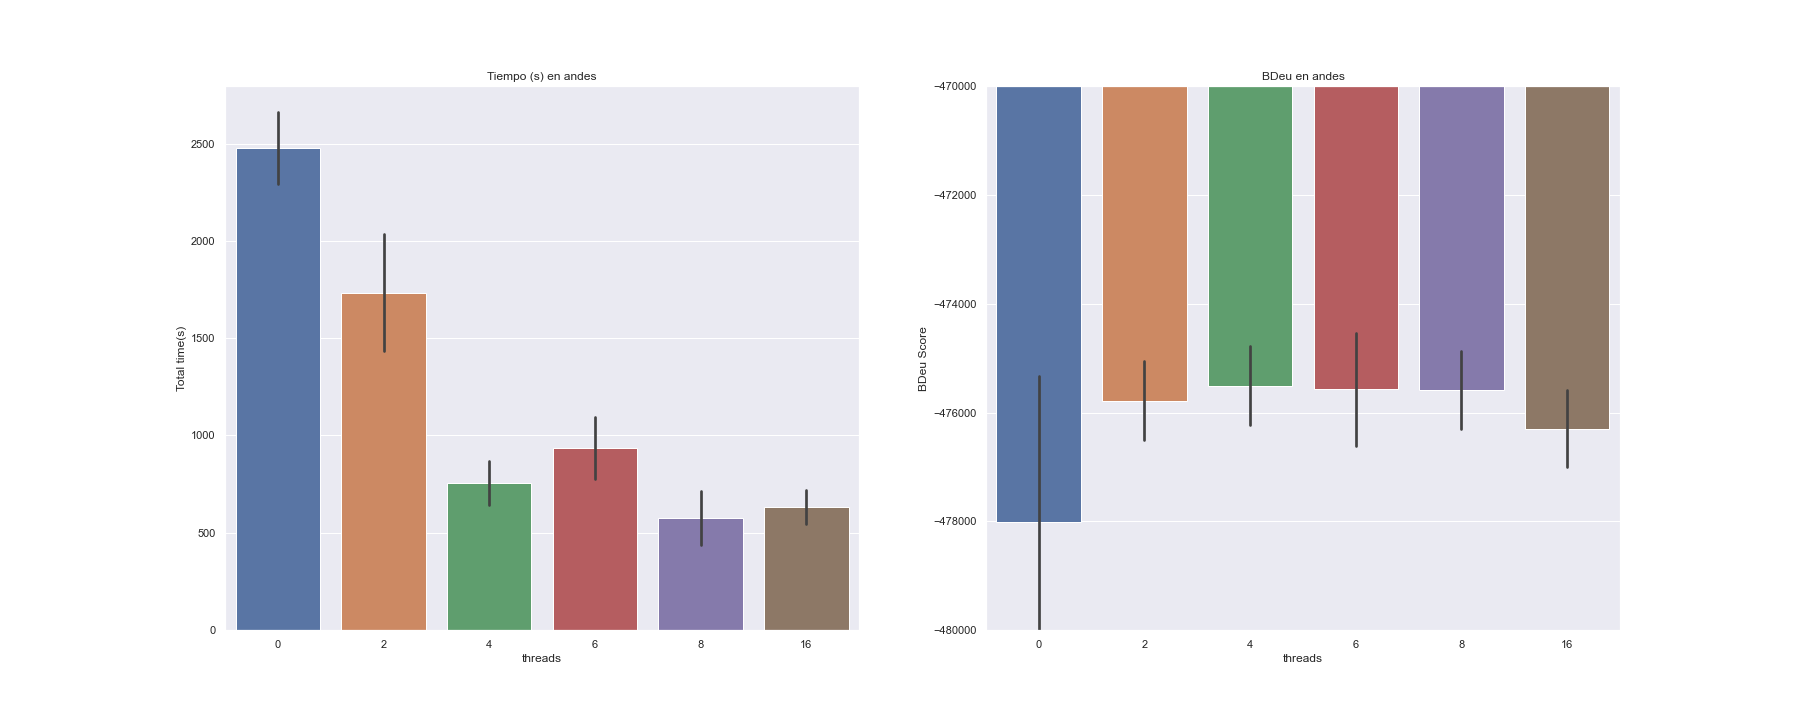 Tiempo (s) en andes
2500
2000
1500
1000
500
0
Total time(s)
0 2 4 6 8 16
threads
BDeu en andes
−470000
−472000
−474000
−476000
−478000
−480000
BDeu Score
0 2 4 6 8 16
threads